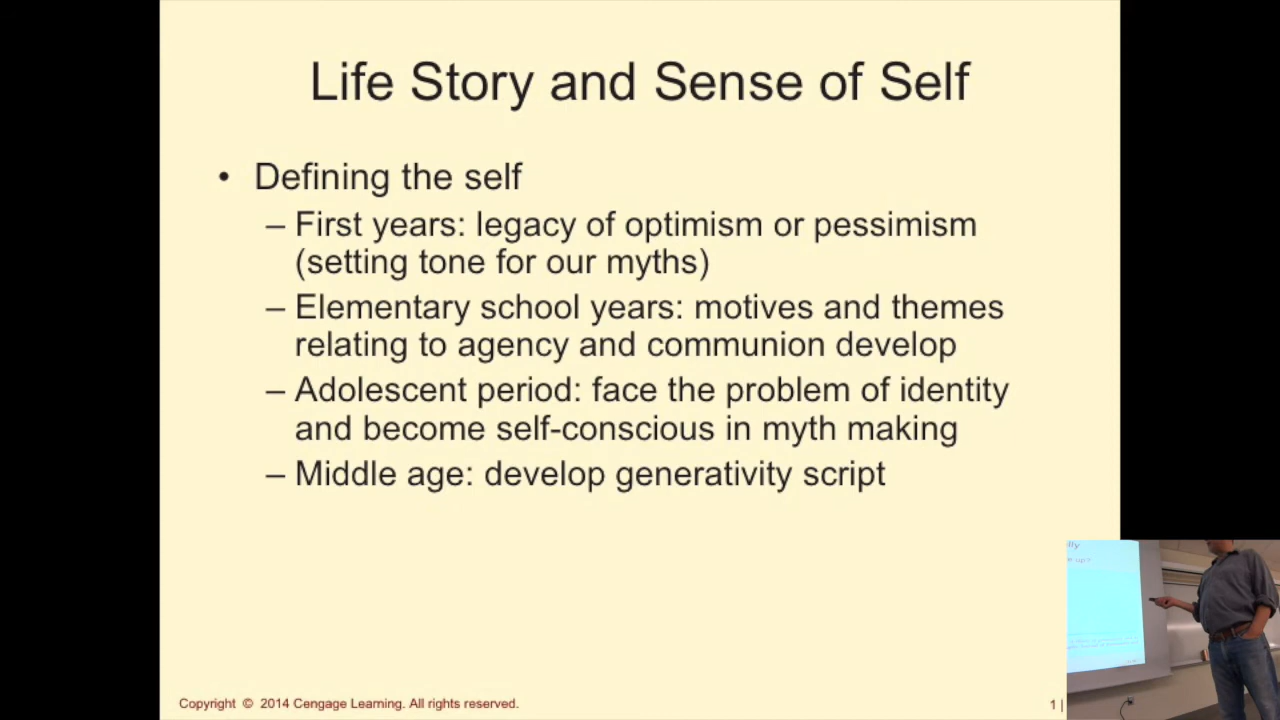 Life Story and Sense of Self
• Defining the self
– First years: legacy of optimism or pessimism
(setting tone for our myths)
– Elementary school years: motives and themes
relating to agency and communion develop
– Adolescent period: face the problem of identity
and become self-conscious in myth making
– Middle age: develop generativity script
Copyright © 2014 Cengage Learning. All rights reserved.
1 |